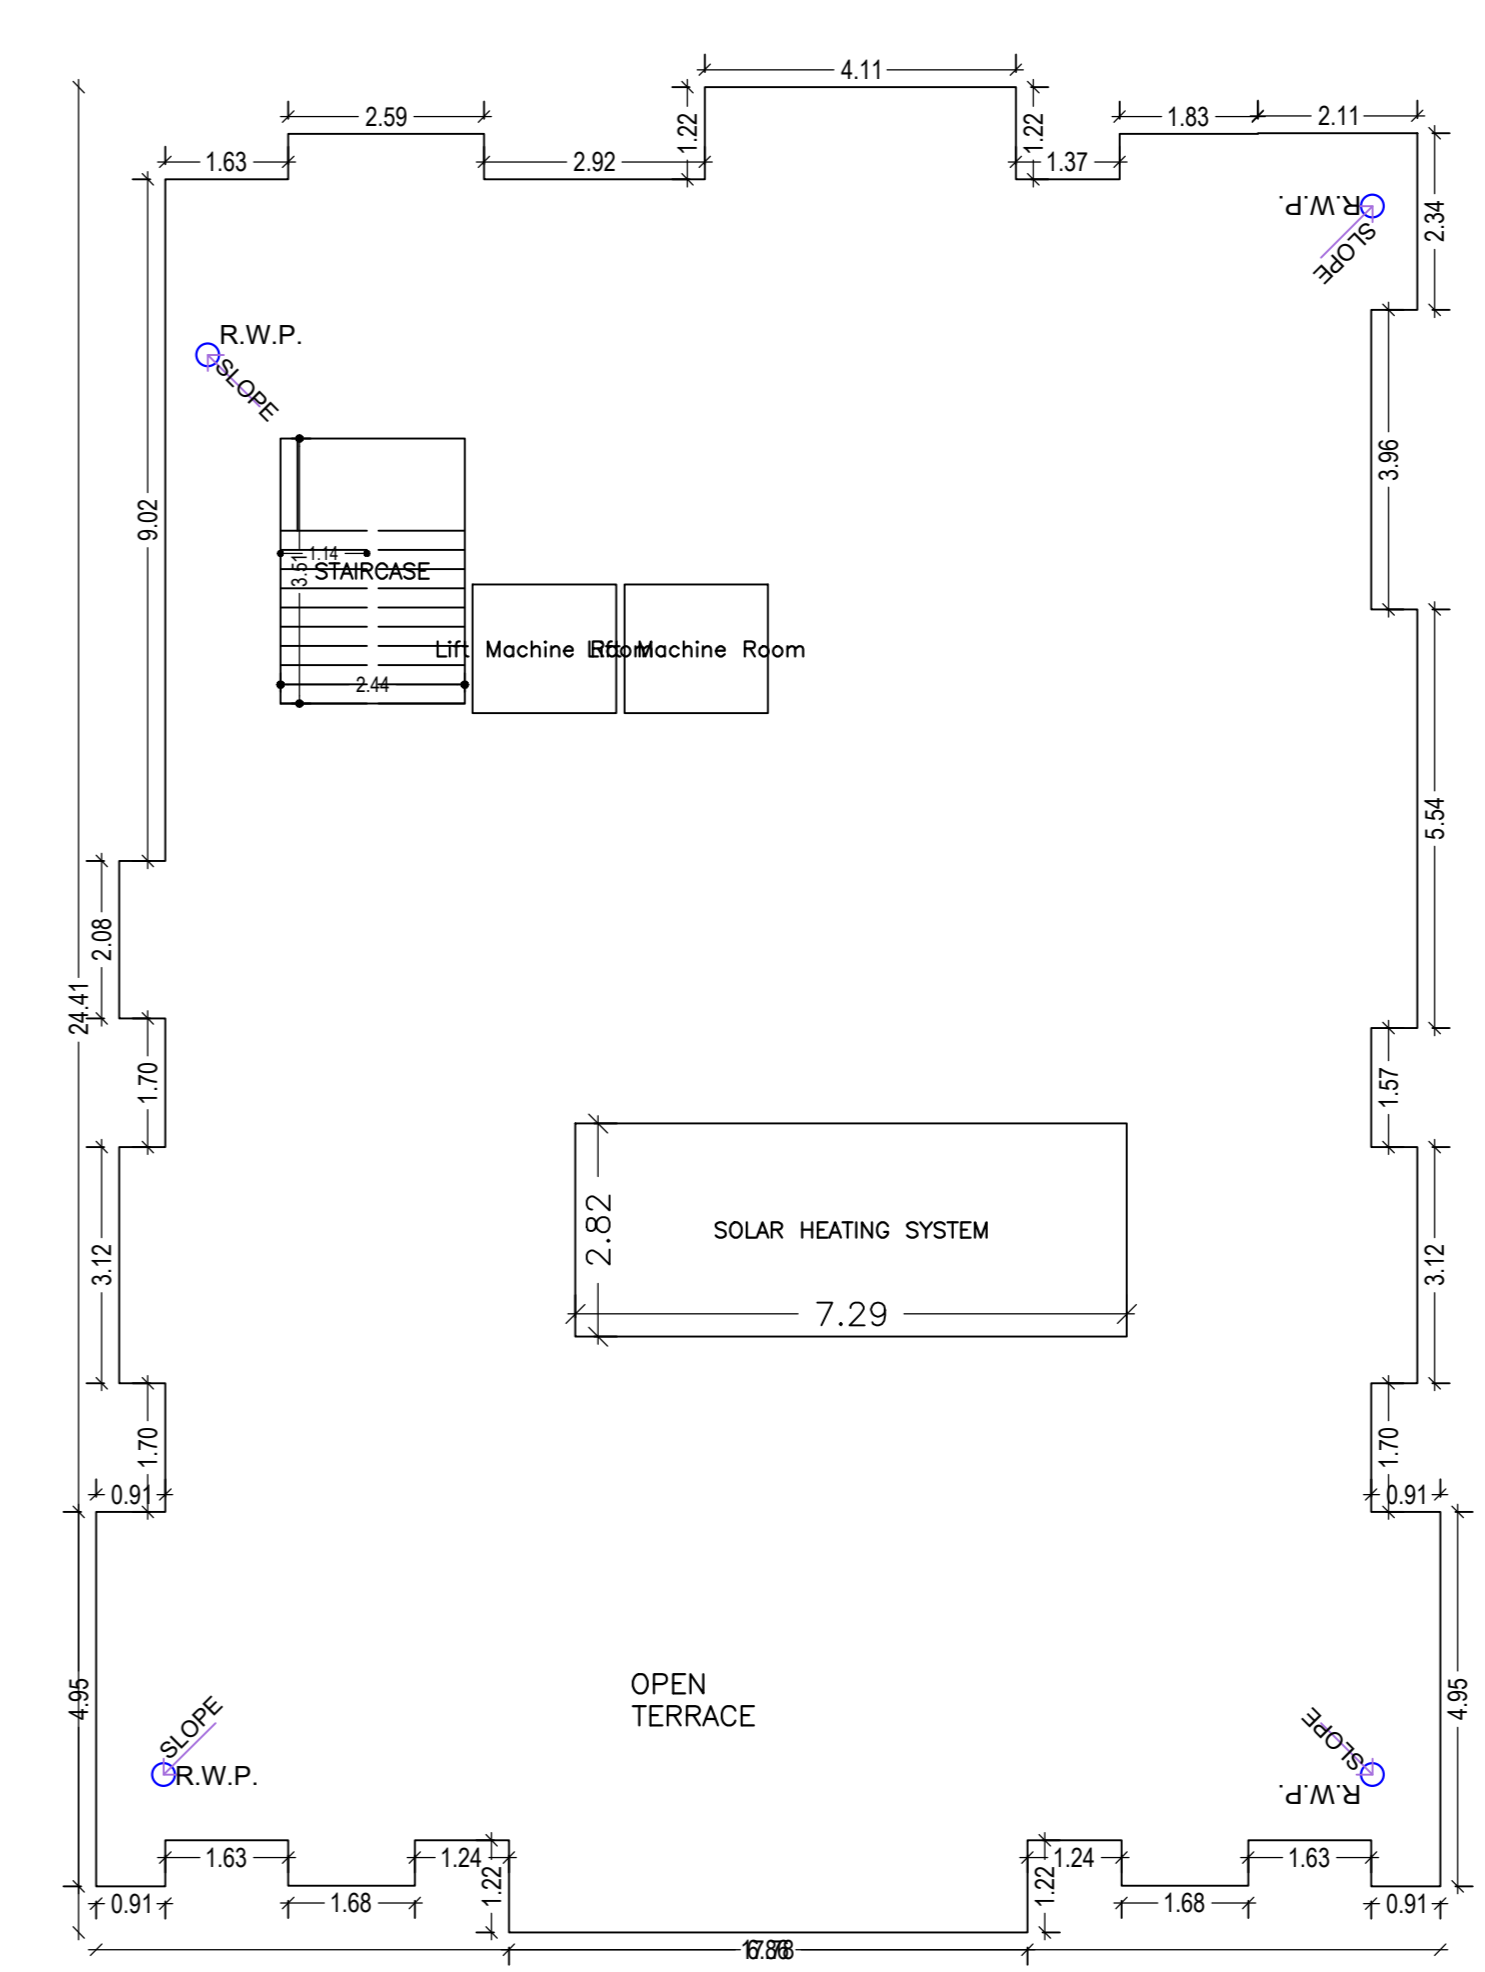 4.11
2.59
1.83
2.11
1.22
1.22
1.63
2.92
1.37
R.W.P.
SLOPE
2.34
R.W.P.
SLOPE
3.96
9.02
1.14
3.51
STAIRCASE
Lift Machine Room
Lift Machine Room
2.44
5.54
2.08
24.41
1.70
1.57
2.82
SOLAR HEATING SYSTEM
7.29
3.12
3.12
1.70
1.70
0.91
0.91
4.95
OPEN
TERRACE
4.95
SLOPE
R.W.P.
SLOPE
R.W.P.
1.63
1.24
1.22
1.22
1.24
1.63
0.91
1.68
1.68
0.91